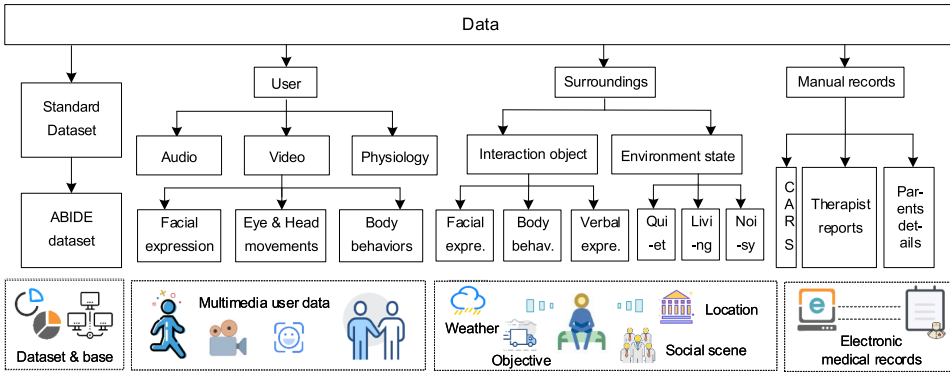 Data
Standard
Dataset
User
Surroundings
Manual records
Audio
Video
Physiology
Interaction object
Environment state
ABIDE
dataset
Facial
expression
Eye & Head
movements
Body
behaviors
Facial
expre.
Body
behav.
Verbal
expre.
Qui
-et
Livi
-ng
Noi
-sy
C
A
R
S
Therapist
reports
Par-
ents
det-
ails
Dataset & base
Multimedia user data
Weather
Objective
Location
Social scene
Electronic
medical records